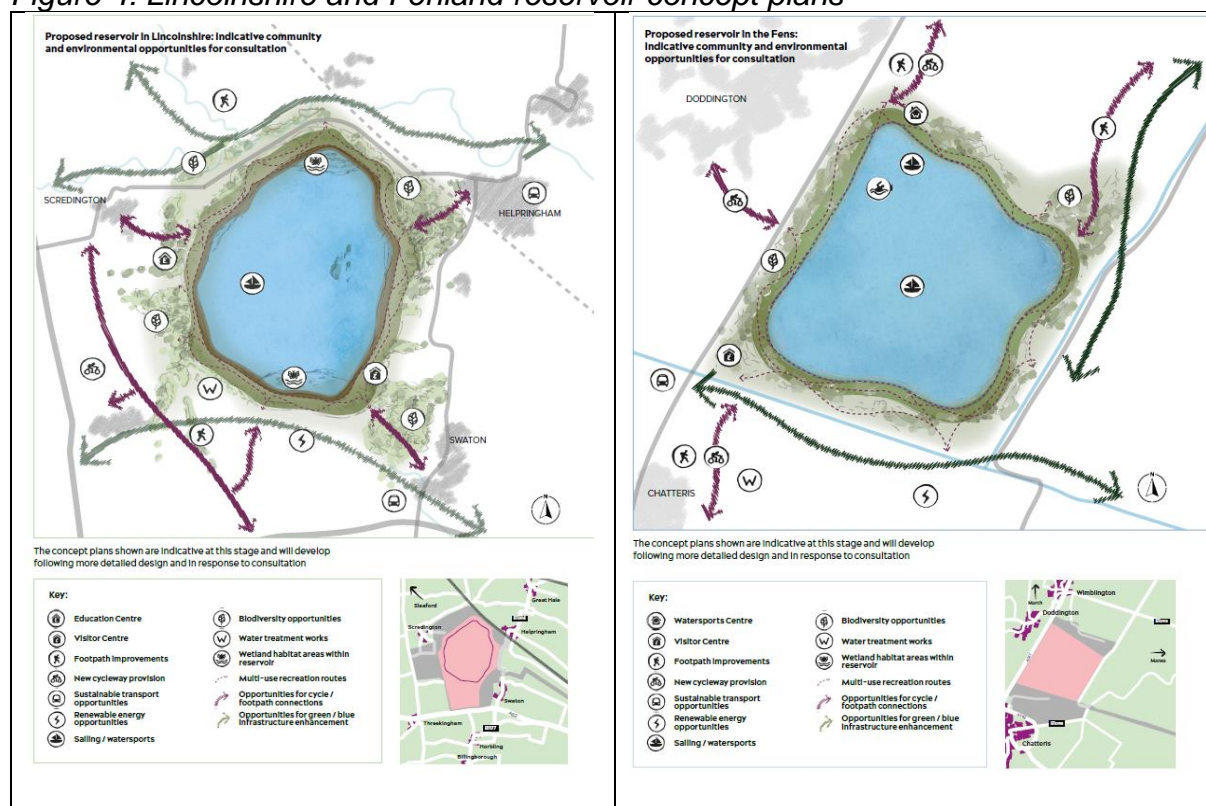 Figure 4: Lincolnshire and Fenland reservoir concept plans
Proposed reservoir in Lincolnshire: Indicative community
and environmental opportunities for consultation
SCREDINGTON
HELPRINGHAM
SWATON
N
The concept plans shown are indicative at this stage and will develop
following more detailed design and in response to consultation
Key:
Education Centre
Visitor Centre
Footpath improvements
New cycleway provision
Sustainable transport
opportunities
Renewable energy
opportunities
Sailing / watersports
Biodiversity opportunities
W
Water treatment works
Wetland habitat areas within
reservoir
Multi-use recreation routes
Opportunities for cycle /
footpath connections
Opportunities for green / blue
infrastructure enhancement
Sleaford
Great Hale
Scredington
Helpringham
Swaton
Threekingham
Horbling
Billingborough
Proposed reservoir in the Fens:
Indicative community and environmental
opportunities for consultation
DODDINGTON
CHATTERIS
W
N
The concept plans shown are indicative at this stage and will develop
following more detailed design and in response to consultation
Key:
Watersports Centre
Visitor Centre
Footpath improvements
New cycleway provision
Sustainable transport
opportunities
Renewable energy
opportunities
Sailing / watersports
Biodiversity opportunities
W
Water treatment works
Wetland habitat areas within
reservoir
Multi-use recreation routes
Opportunities for cycle /
footpath connections
Opportunities for green / blue
infrastructure enhancement
Wimblington
March
Doddington
Manea
Chatteris